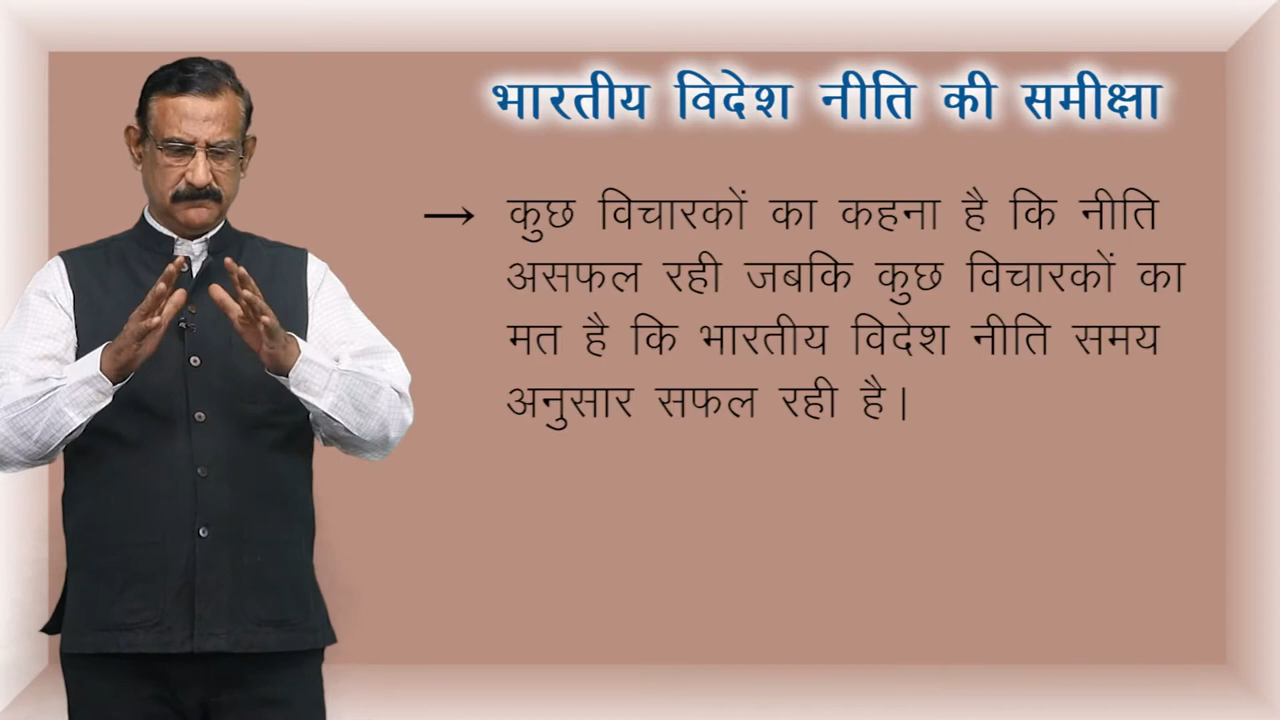 भारतीय विदेश नीति की समीक्षा
→ कुछ विचारकों का कहना है कि नीति
असफल रही जबकि कुछ विचारकों का
मत है कि भारतीय विदेश नीति समय
अनुसार सफल रही है।